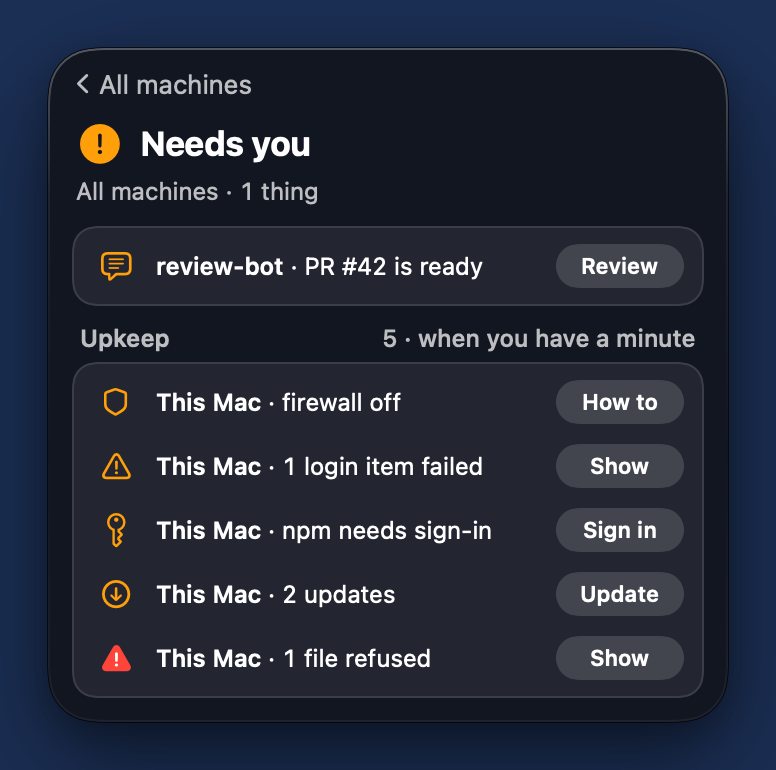 All machines
Needs you
All machines · 1 thing
review-bot · PR #42 is ready Review
Upkeep 5 · when you have a minute
This Mac · firewall off How to
This Mac · 1 login item failed Show
This Mac · npm needs sign-in Sign in
This Mac · 2 updates Update
This Mac · 1 file refused Show